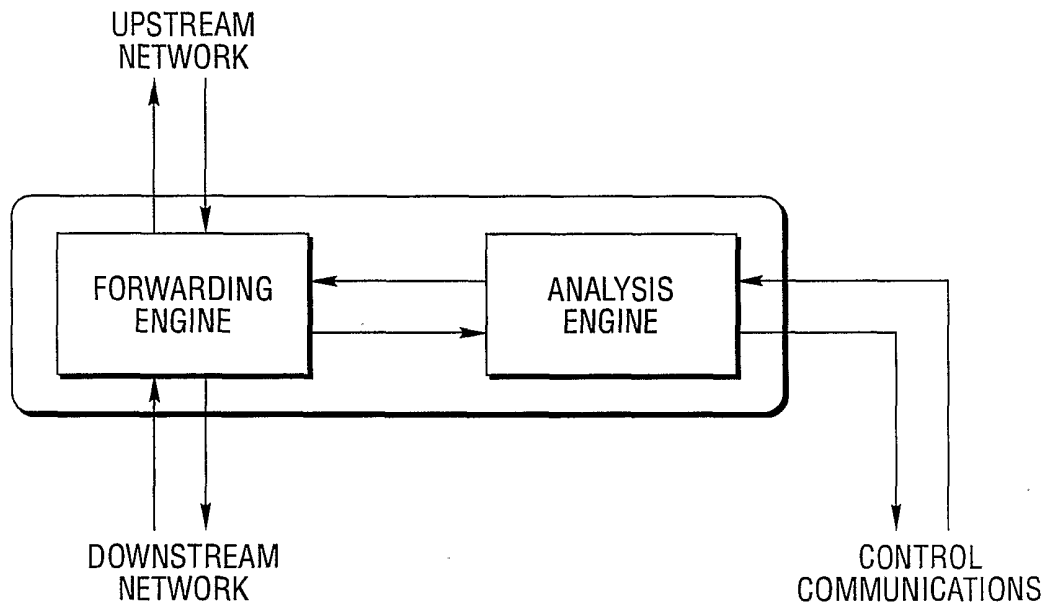 UPSTREAM
NETWORK
FORWARDING
ENGINE
ANALYSIS
ENGINE
DOWNSTREAM
NETWORK
CONTROL
COMMUNICATIONS